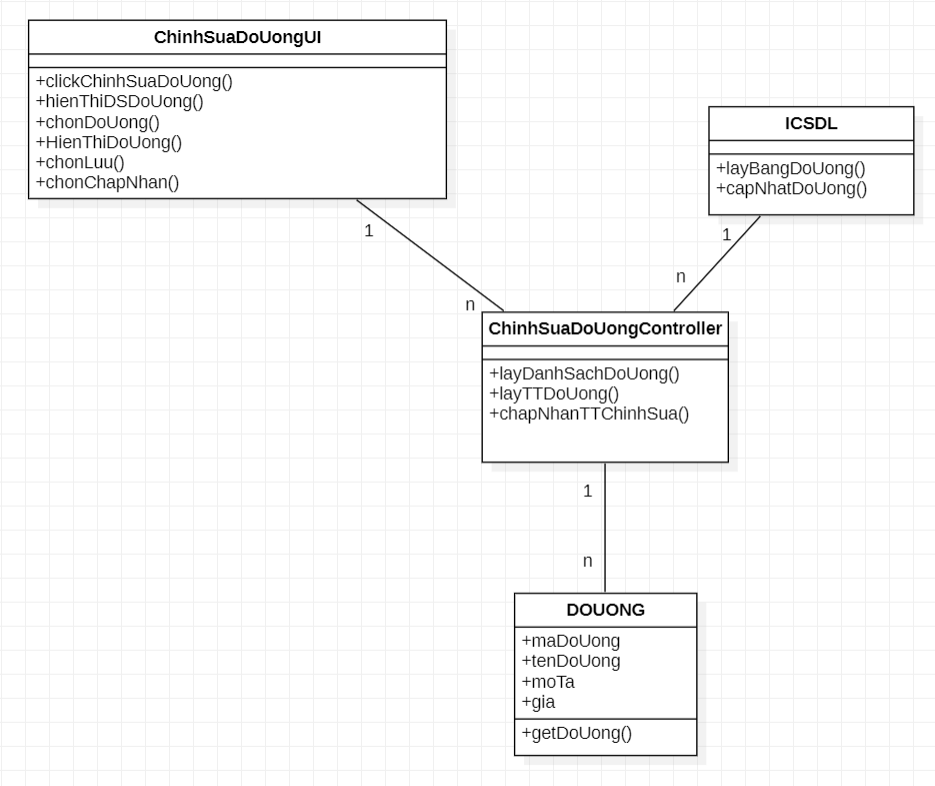 ChinhSuaDoUongUI
+clickChinhSuaDoUong()
+hienThiDSDoUong()
+chonDoUong()
+HienThiDoUong()
+chonLuu()
+chonChapNhan()
ICSDL
+layBangDoUong()
+capNhatDoUong()
1
n
1
n
ChinhSuaDoUongController
+layDanhSachDoUong()
+layTTDoUong()
+chapNhanTTChinhSua()
1
n
DOUONG
+maDoUong
+tenDoUong
+moTa
+gia
+getDoUong()